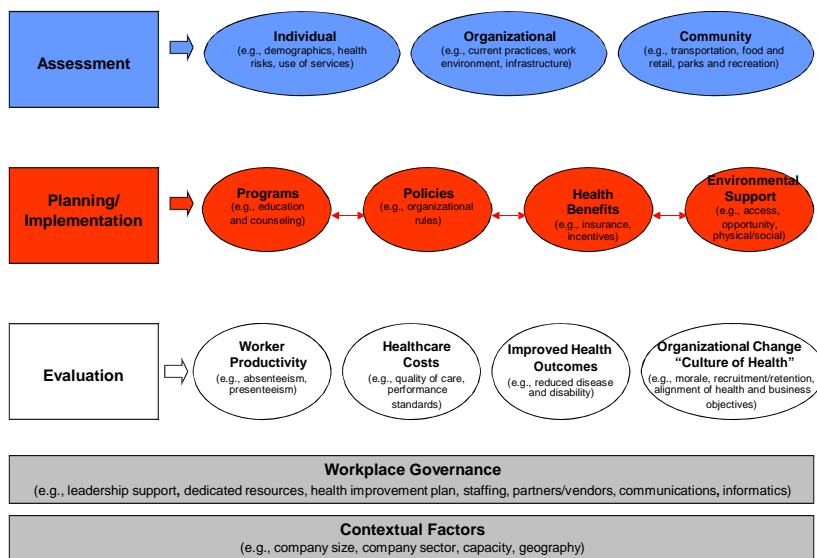 Assessment
Individual
(e.g., demographics, health
risks, use of services)
Organizational
(e.g., current practices, work
environment, infrastructure)
Community
(e.g., transportation, food and
retail, parks and recreation)
Planning/
Implementation
Programs
(e.g., education
and counseling)
Policies
(e.g., organizational
rules)
Health
Benefits
(e.g., insurance,
incentives)
Environmental
Support
(e.g., access,
opportunity,
physical/social)
Evaluation
Worker
Productivity
(e.g., absenteeism,
presenteeism)
Healthcare
Costs
(e.g., quality of care,
performance
standards)
Improved Health
Outcomes
(e.g., reduced disease
and disability)
Organizational Change
“Culture of Health”
(e.g., morale, recruitment/retention,
alignment of health and business
objectives)
Workplace Governance
(e.g., leadership support, dedicated resources, health improvement plan, staffing, partners/vendors, communications, informatics)
Contextual Factors
(e.g., company size, company sector, capacity, geography)